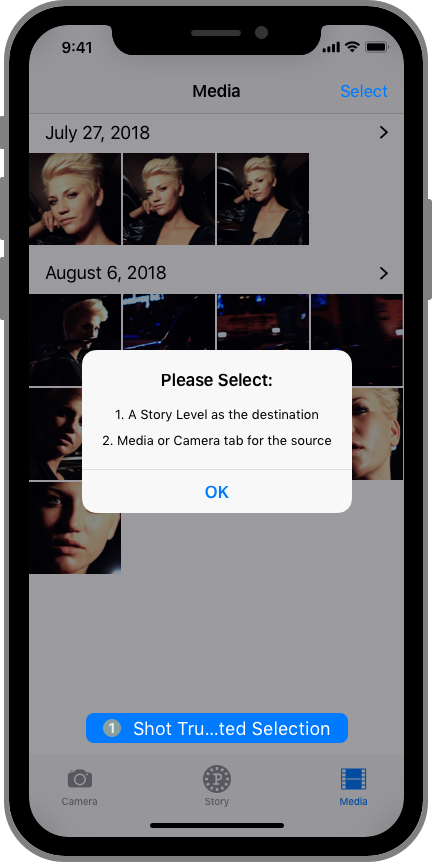 9:41
Media
Select
July 27, 2018
August 6, 2018
Please Select:
1. A Story Level as the destination
2. Media or Camera tab for the source
OK
1 Shot Tru...ted Selection
P
Camera
Story
Media